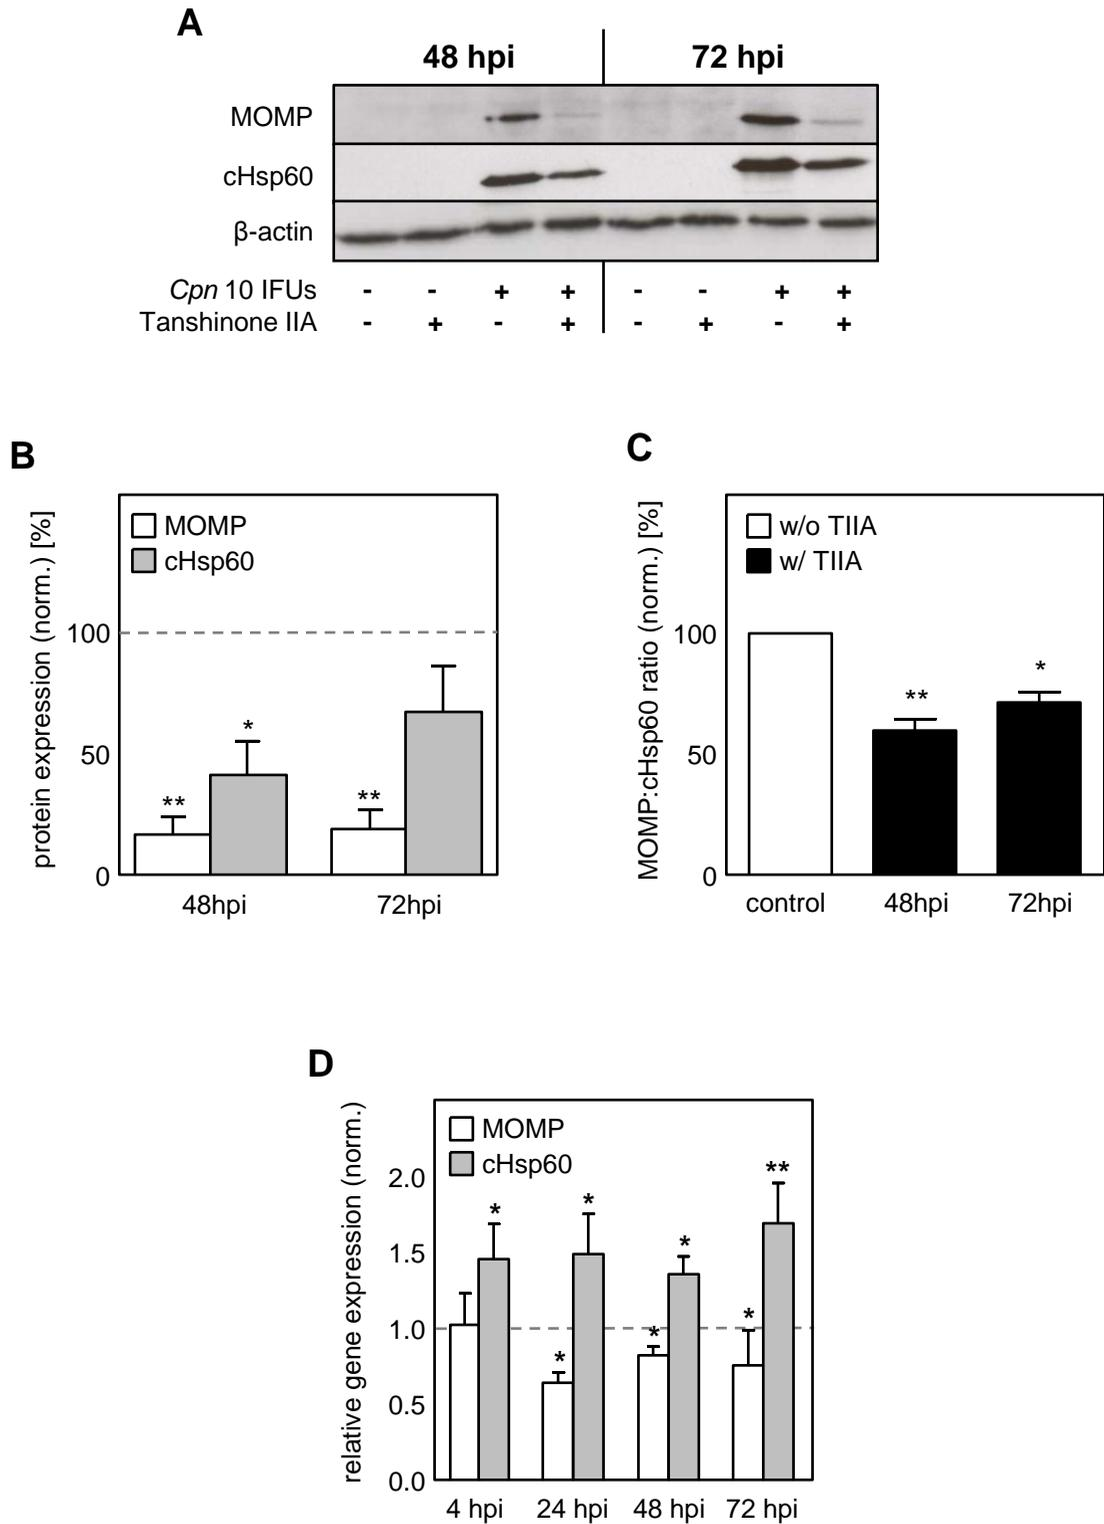 A
48 hpi 72 hpi
MOMP
cHsp60
β-actin
Cpn 10 IFUs - - + + - - + +
Tanshinone IIA - + - + - + - +
B
protein expression (norm.) [%]
MOMP
cHsp60
100
50
0
** * **
48hpi 72hpi
C
MOMP:cHsp60 ratio (norm.) [%]
w/o TIIA
w/ TIIA
100
50
0
** *
control 48hpi 72hpi
D
relative gene expression (norm.)
MOMP
cHsp60
2.0
1.5
1.0
0.5
0.0
* * * * * * **
4 hpi 24 hpi 48 hpi 72 hpi